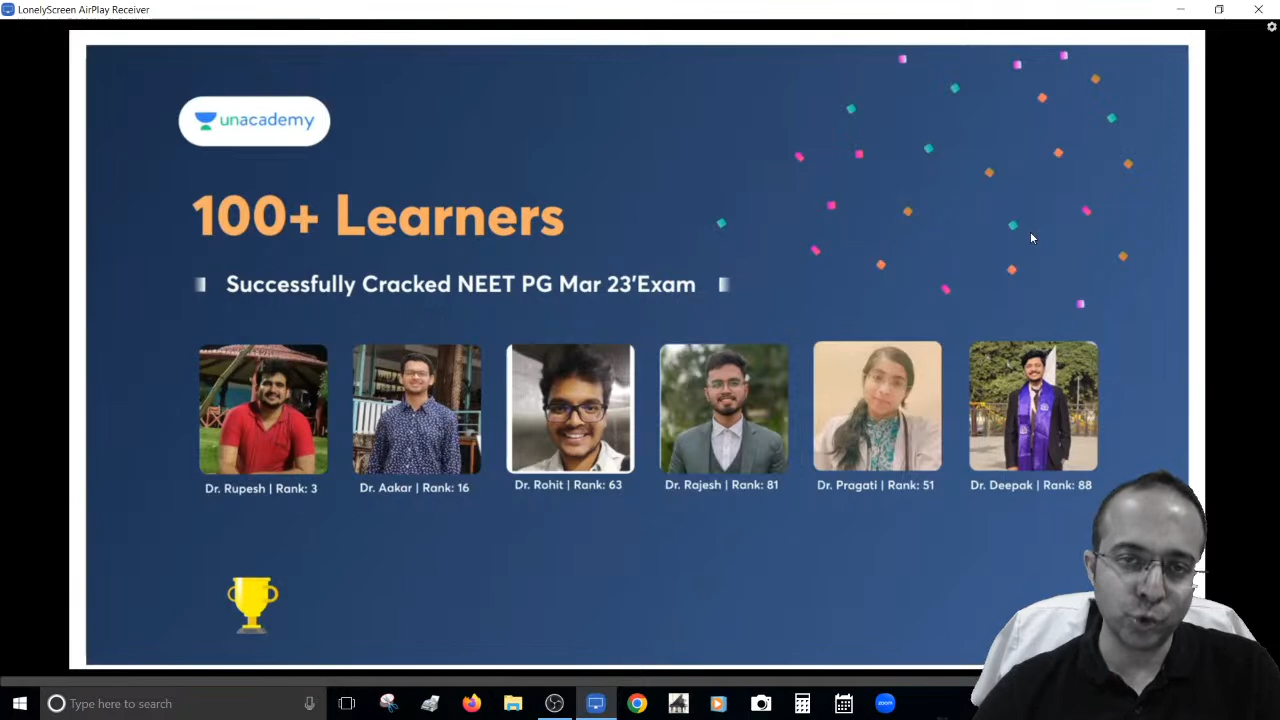 LonelyScreen AirPlay Receiver
unacademy
100+ Learners
Successfully Cracked NEET PG Mar 23'Exam
Dr. Rupesh | Rank: 3
Dr. Aakar | Rank: 16
Dr. Rohit | Rank: 63
Dr. Rajesh | Rank: 81
Dr. Pragati | Rank: 51
Dr. Deepak | Rank: 88
Type here to search
zoom